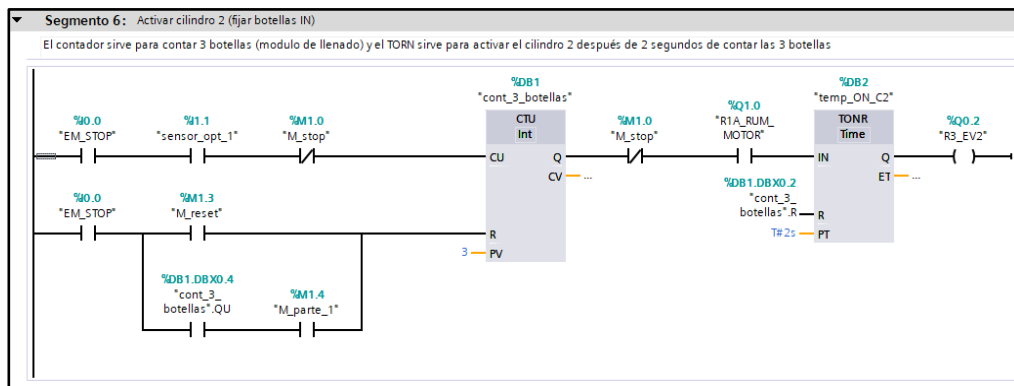 Segmento 6: Activar cilindro 2 (fijar botellas IN)
El contador sirve para contar 3 botellas (modulo de llenado) y el TORN sirve para activar el cilindro 2 después de 2 segundos de contar las 3 botellas
%I0.0
"EM_STOP"
%I1.1
"sensor_opt_1"
%M1.0
"M_stop"
%DB1
"cont_3_botellas"
CTU
Int
CU
Q
CV
...
R
3
PV
%M1.0
"M_stop"
%Q1.0
"R1A_RUM_
MOTOR"
%DB2
"temp_ON_C2"
TONR
Time
IN
Q
ET
...
%DB1.DBX0.2
"cont_3_
botellas".R
R
T#2s
PT
%Q0.2
"R3_EV2"
%I0.0
"EM_STOP"
%M1.3
"M_reset"
%DB1.DBX0.4
"cont_3_
botellas".QU
%M1.4
"M_parte_1"